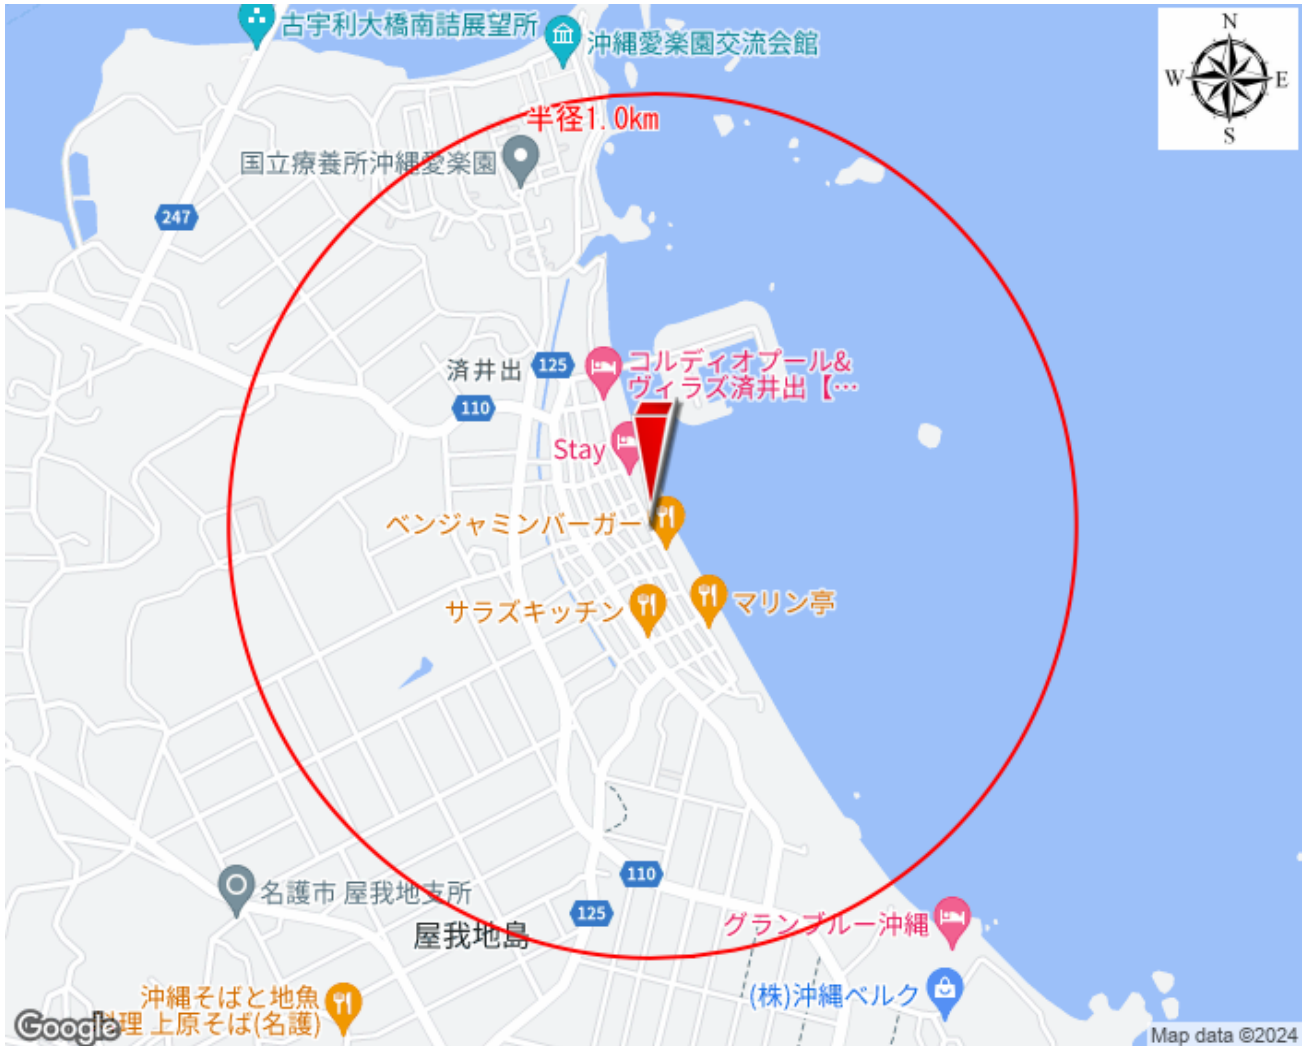 古宇利大橋南詰展望所
沖縄愛楽園交流会館
N
W
E
S
半径1.0km
国立療養所沖縄愛楽園
247
済井出
125
コルディオプール&
ヴィラズ済井出【…
110
Stay
ベンジャミンバーガー
サラズキッチン
マリン亭
110
名護市 屋我地支所
125
屋我地島
グランブルー沖縄
(株)沖縄ベルク
沖縄そばと地魚
理 上原そば(名護)
Google
Map data ©2024